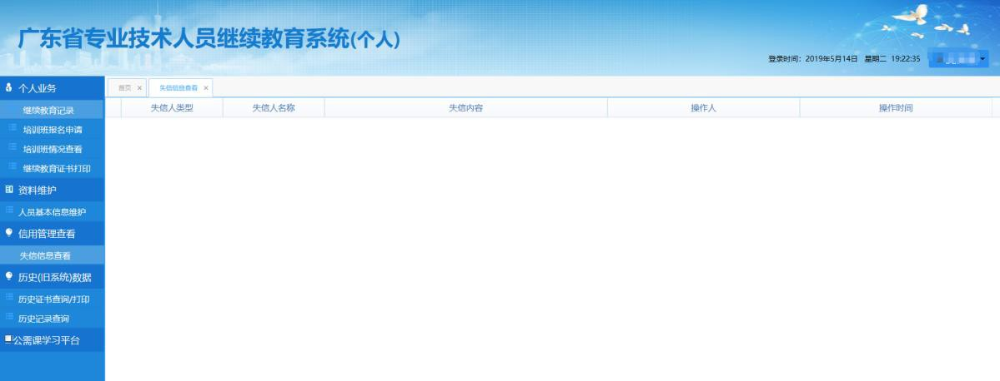 广东省专业技术人员继续教育系统(个人)
登录时间：2019年5月14日 星期二 19:22:35
个人业务
继续教育记录
培训班报名申请
培训班情况查看
继续教育证书打印
资料维护
人员基本信息维护
信用管理查看
失信信息查看
历史(旧系统)数据
历史证书查询/打印
历史记录查询
公需课学习平台
首页 × 失信信息查看 ×
失信人类型 失信人名称 失信内容 操作人 操作时间